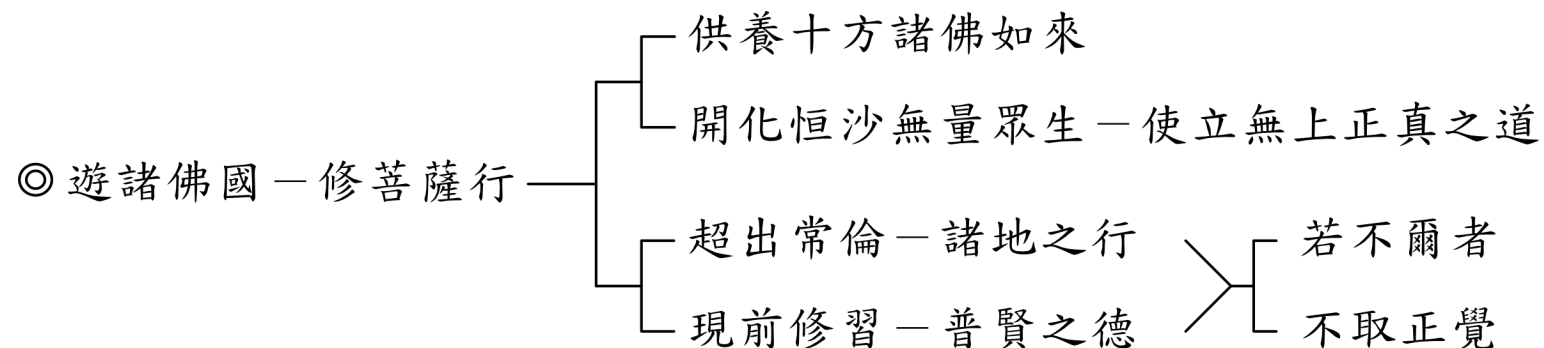 供養十方諸佛如來
開化恒沙無量眾生－使立無上正真之道
◎遊諸佛國－修菩薩行
超出常倫－諸地之行 若不爾者
現前修習－普賢之德 不取正覺